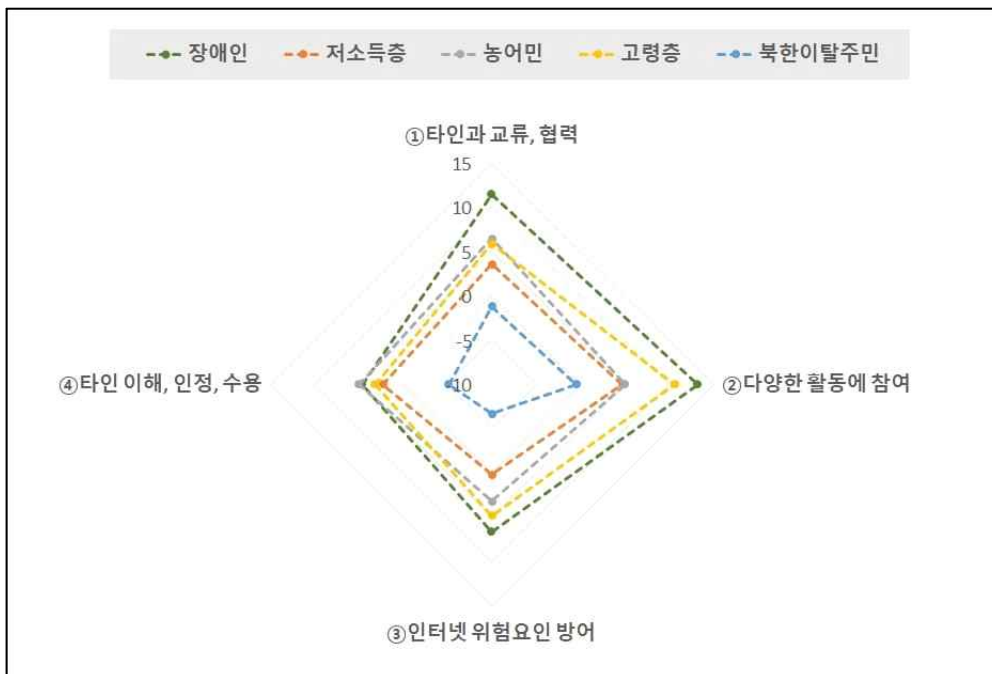 장애인 저소득층 농어민 고령층 북한이탈주민
①타인과 교류, 협력
15
10
5
0
-5
-10
④타인 이해, 인정, 수용
②다양한 활동에 참여
③인터넷 위험요인 방어